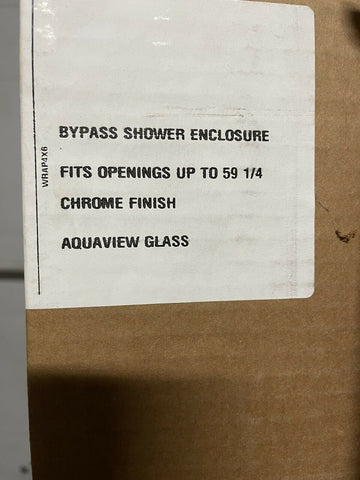 WRAP4X6
BYPASS SHOWER ENCLOSURE
FITS OPENINGS UP TO 59 1/4
CHROME FINISH
AQUAVIEW GLASS